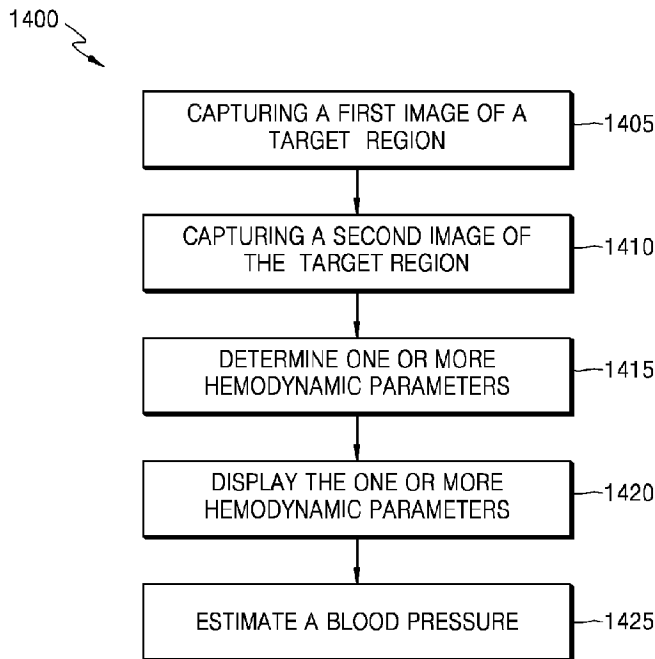 1400
CAPTURING A FIRST IMAGE OF A
TARGET REGION
1405
CAPTURING A SECOND IMAGE OF
THE TARGET REGION
1410
DETERMINE ONE OR MORE
HEMODYNAMIC PARAMETERS
1415
DISPLAY THE ONE OR MORE
HEMODYNAMIC PARAMETERS
1420
ESTIMATE A BLOOD PRESSURE
1425